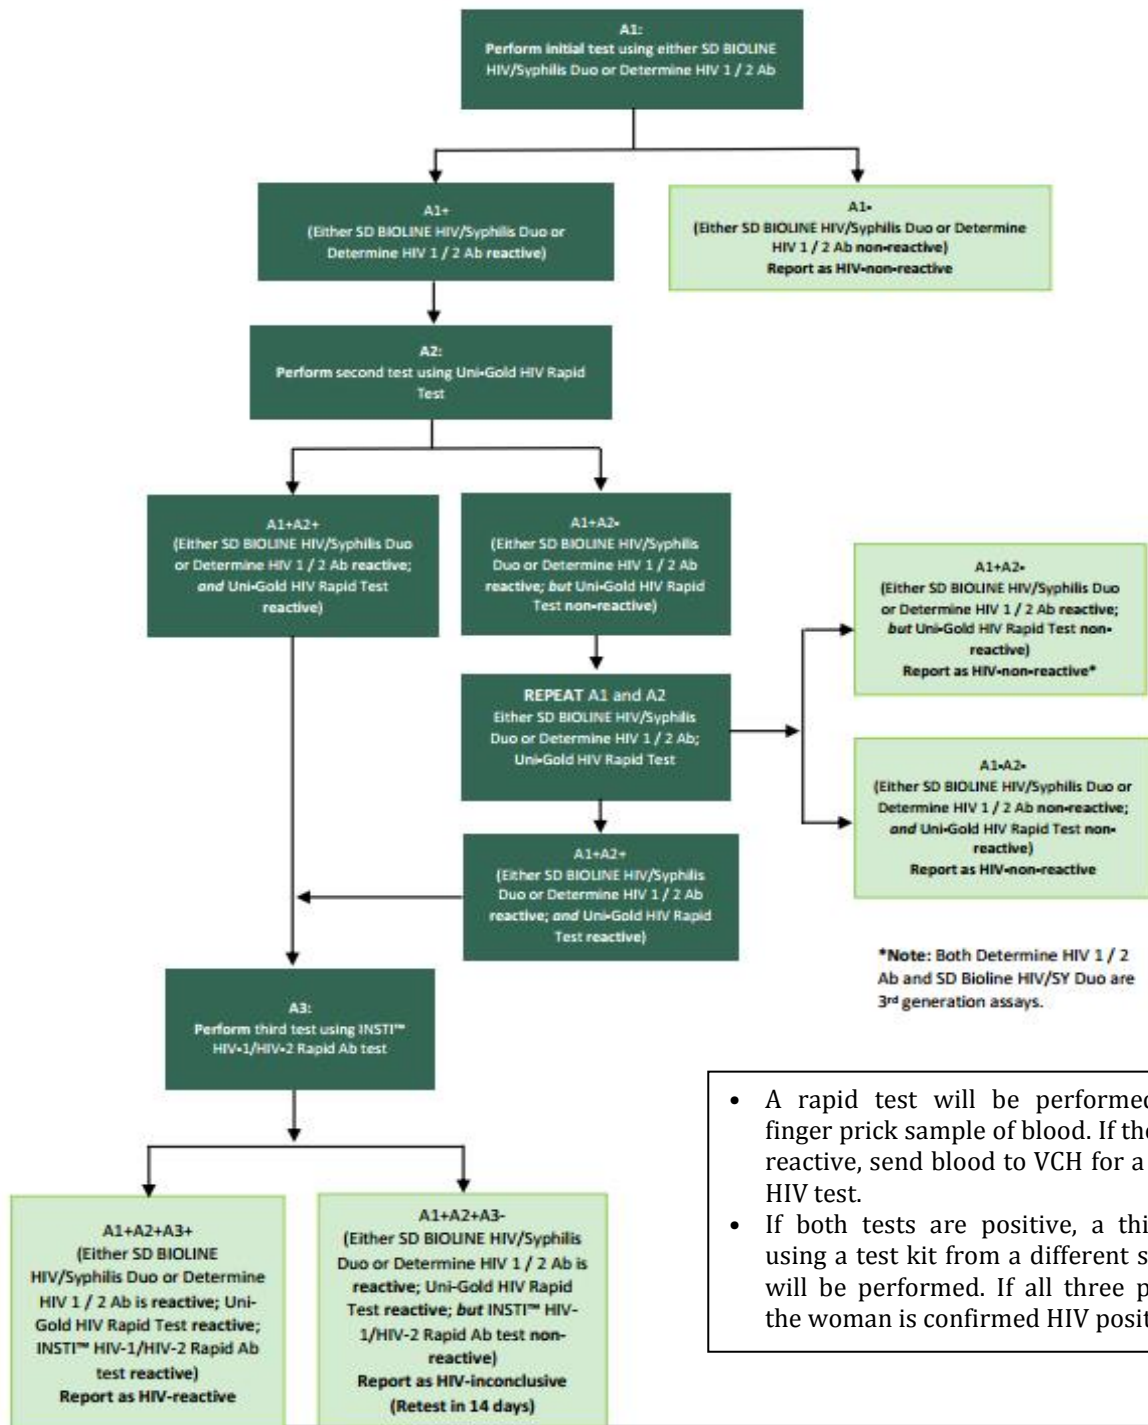 A1:
Perform initial test using either SD BIOLINE
HIV/Syphilis Duo or Determine HIV 1 / 2 Ab
A1+
(Either SD BIOLINE HIV/Syphilis Duo or
Determine HIV 1 / 2 Ab reactive)
A1-
(Either SD BIOLINE HIV/Syphilis Duo or Determine
HIV 1 / 2 Ab non-reactive)
Report as HIV-non-reactive
A2:
Perform second test using Uni-Gold HIV Rapid
Test
A1+A2+
(Either SD BIOLINE HIV/Syphilis Duo
or Determine HIV 1 / 2 Ab reactive;
and Uni-Gold HIV Rapid Test
reactive)
A1+A2-
(Either SD BIOLINE HIV/Syphilis
Duo or Determine HIV 1 / 2 Ab
reactive; but Uni-Gold HIV Rapid
Test non-reactive)
A1+A2-
(Either SD BIOLINE HIV/Syphilis Duo
or Determine HIV 1 / 2 Ab reactive;
but Uni-Gold HIV Rapid Test non-
reactive)
Report as HIV-non-reactive*
REPEAT A1 and A2
Either SD BIOLINE HIV/Syphilis
Duo or Determine HIV 1 / 2 Ab;
Uni-Gold HIV Rapid Test
A1-A2-
(Either SD BIOLINE HIV/Syphilis Duo or
Determine HIV 1 / 2 Ab non-reactive;
and Uni-Gold HIV Rapid Test non-
reactive)
Report as HIV-non-reactive
A1+A2+
(Either SD BIOLINE HIV/Syphilis
Duo or Determine HIV 1 / 2 Ab
reactive; and Uni-Gold HIV Rapid
Test reactive)
*Note: Both Determine HIV 1 / 2
Ab and SD Bioline HIV/SY Duo are
3rd generation assays.
A3:
Perform third test using INSTI™
HIV-1/HIV-2 Rapid Ab test
• A rapid test will be performed
finger prick sample of blood. If the
reactive, send blood to VCH for a
HIV test.
• If both tests are positive, a thi
using a test kit from a different s
will be performed. If all three p
the woman is confirmed HIV posit
A1+A2+A3+
(Either SD BIOLINE
HIV/Syphilis Duo or Determine
HIV 1 / 2 Ab is reactive; Uni-
Gold HIV Rapid Test reactive;
INSTI™ HIV-1/HIV-2 Rapid Ab
test reactive)
Report as HIV-reactive
A1+A2+A3-
(Either SD BIOLINE HIV/Syphilis
Duo or Determine HIV 1 / 2 Ab is
reactive; Uni-Gold HIV Rapid
Test reactive; but INSTI™ HIV-
1/HIV-2 Rapid Ab test non-
reactive)
Report as HIV-inconclusive
(Retest in 14 days)